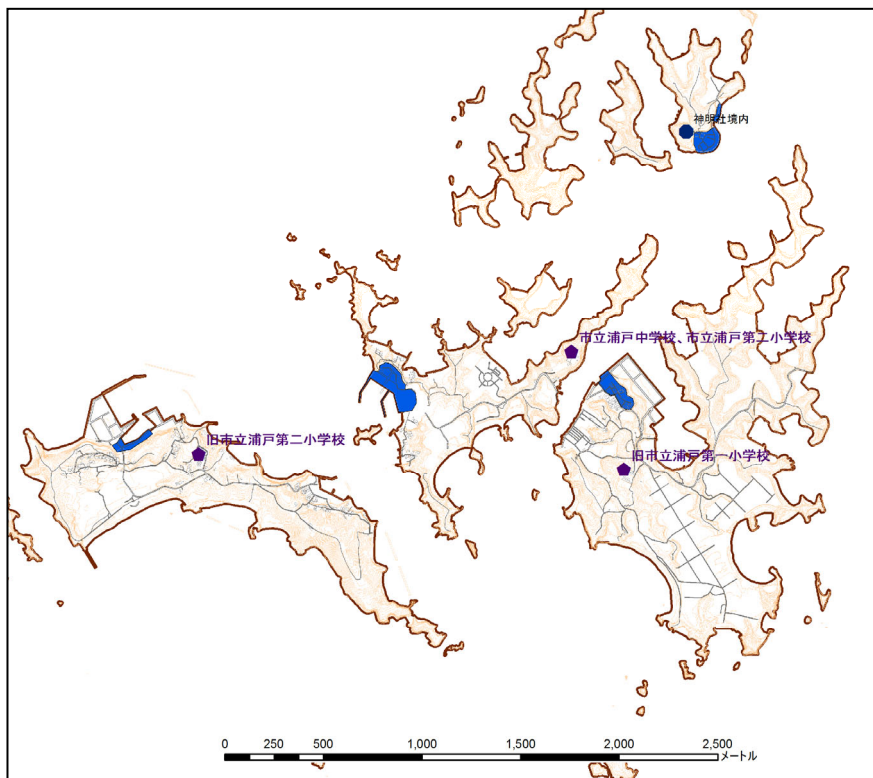 神明社境内
市立浦戸中学校、市立浦戸第二小学校
旧市立浦戸第二小学校
旧市立浦戸第一小学校
0 250 500 1,000 1,500 2,000 2,500
メートル